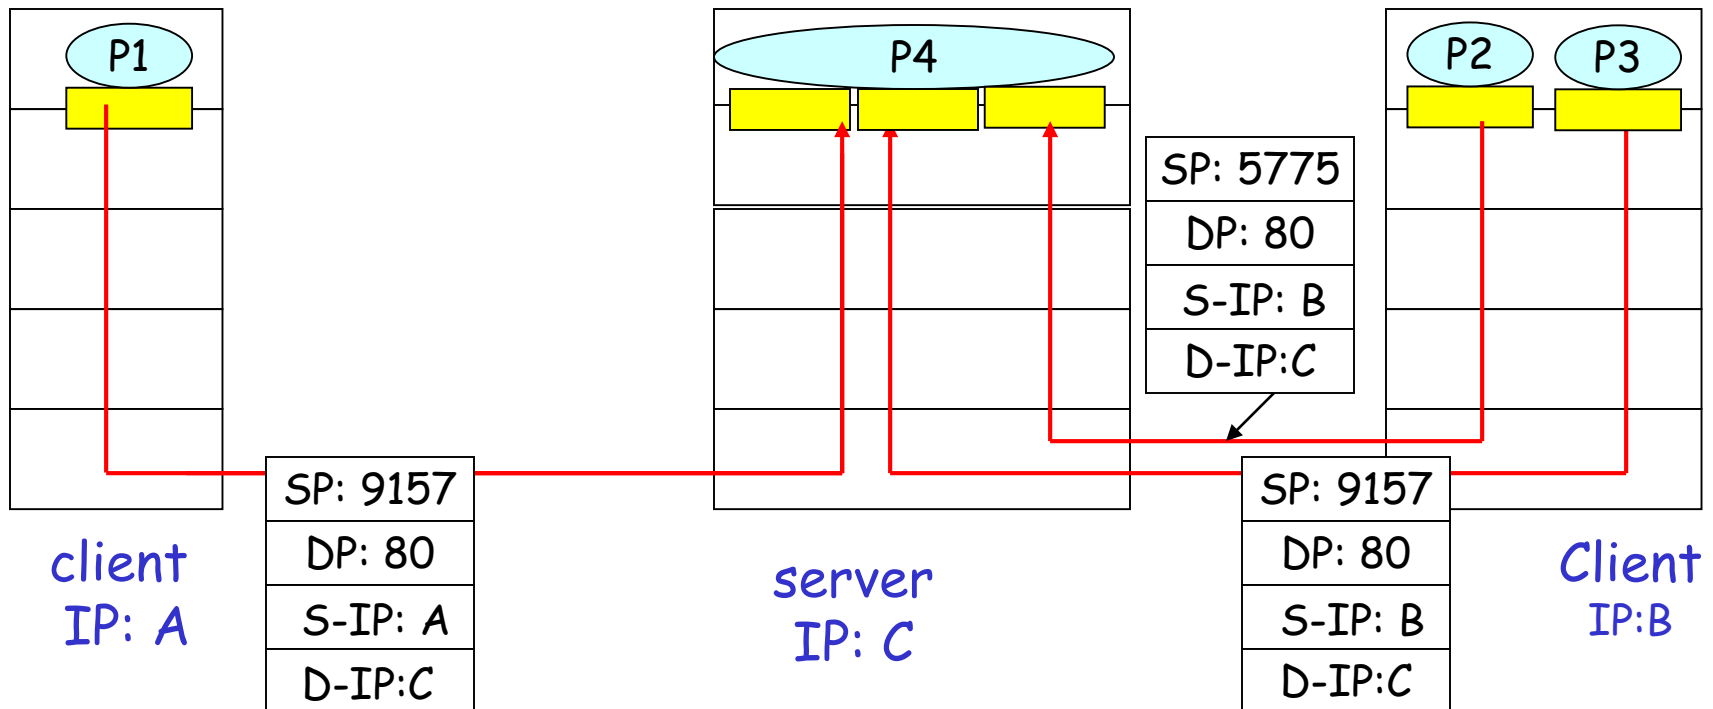 P1
P4
P2
P3
SP: 5775
DP: 80
S-IP: B
D-IP:C
SP: 9157
DP: 80
S-IP: A
D-IP:C
SP: 9157
DP: 80
S-IP: B
D-IP:C
client
IP: A
server
IP: C
Client
IP:B